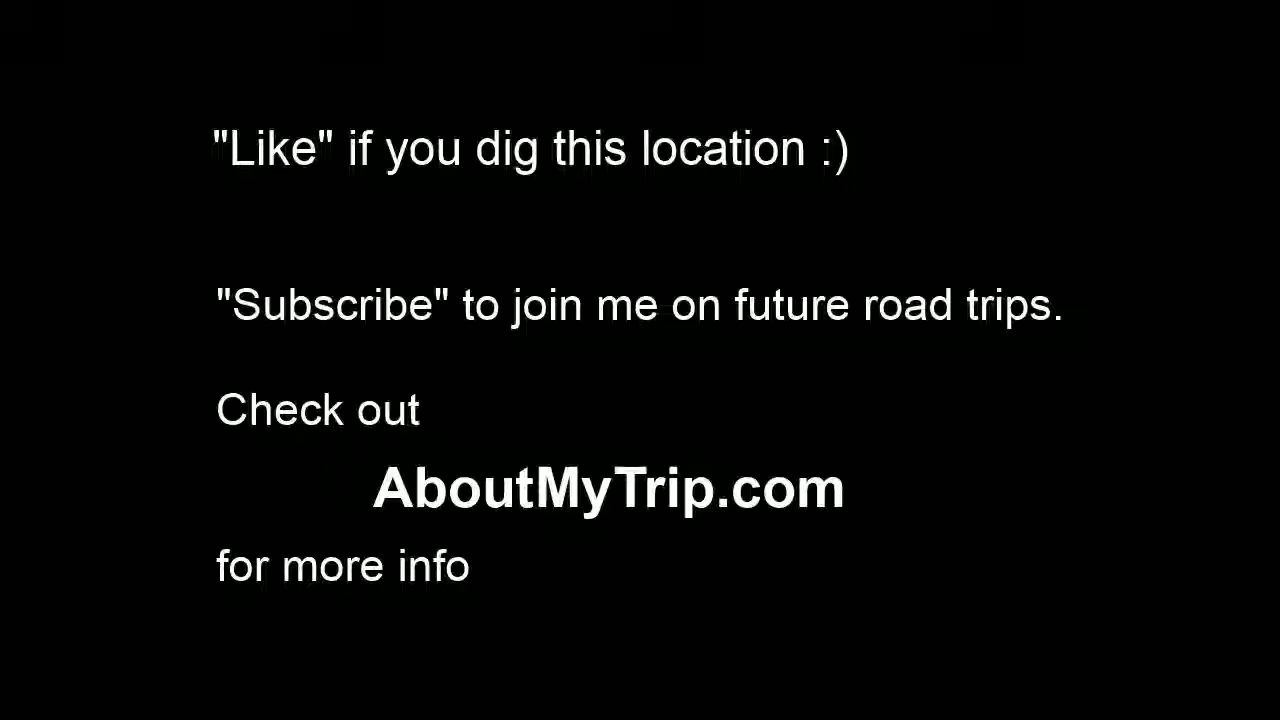 "Like" if you dig this location :)
"Subscribe" to join me on future road trips.
Check out
AboutMyTrip.com
for more info